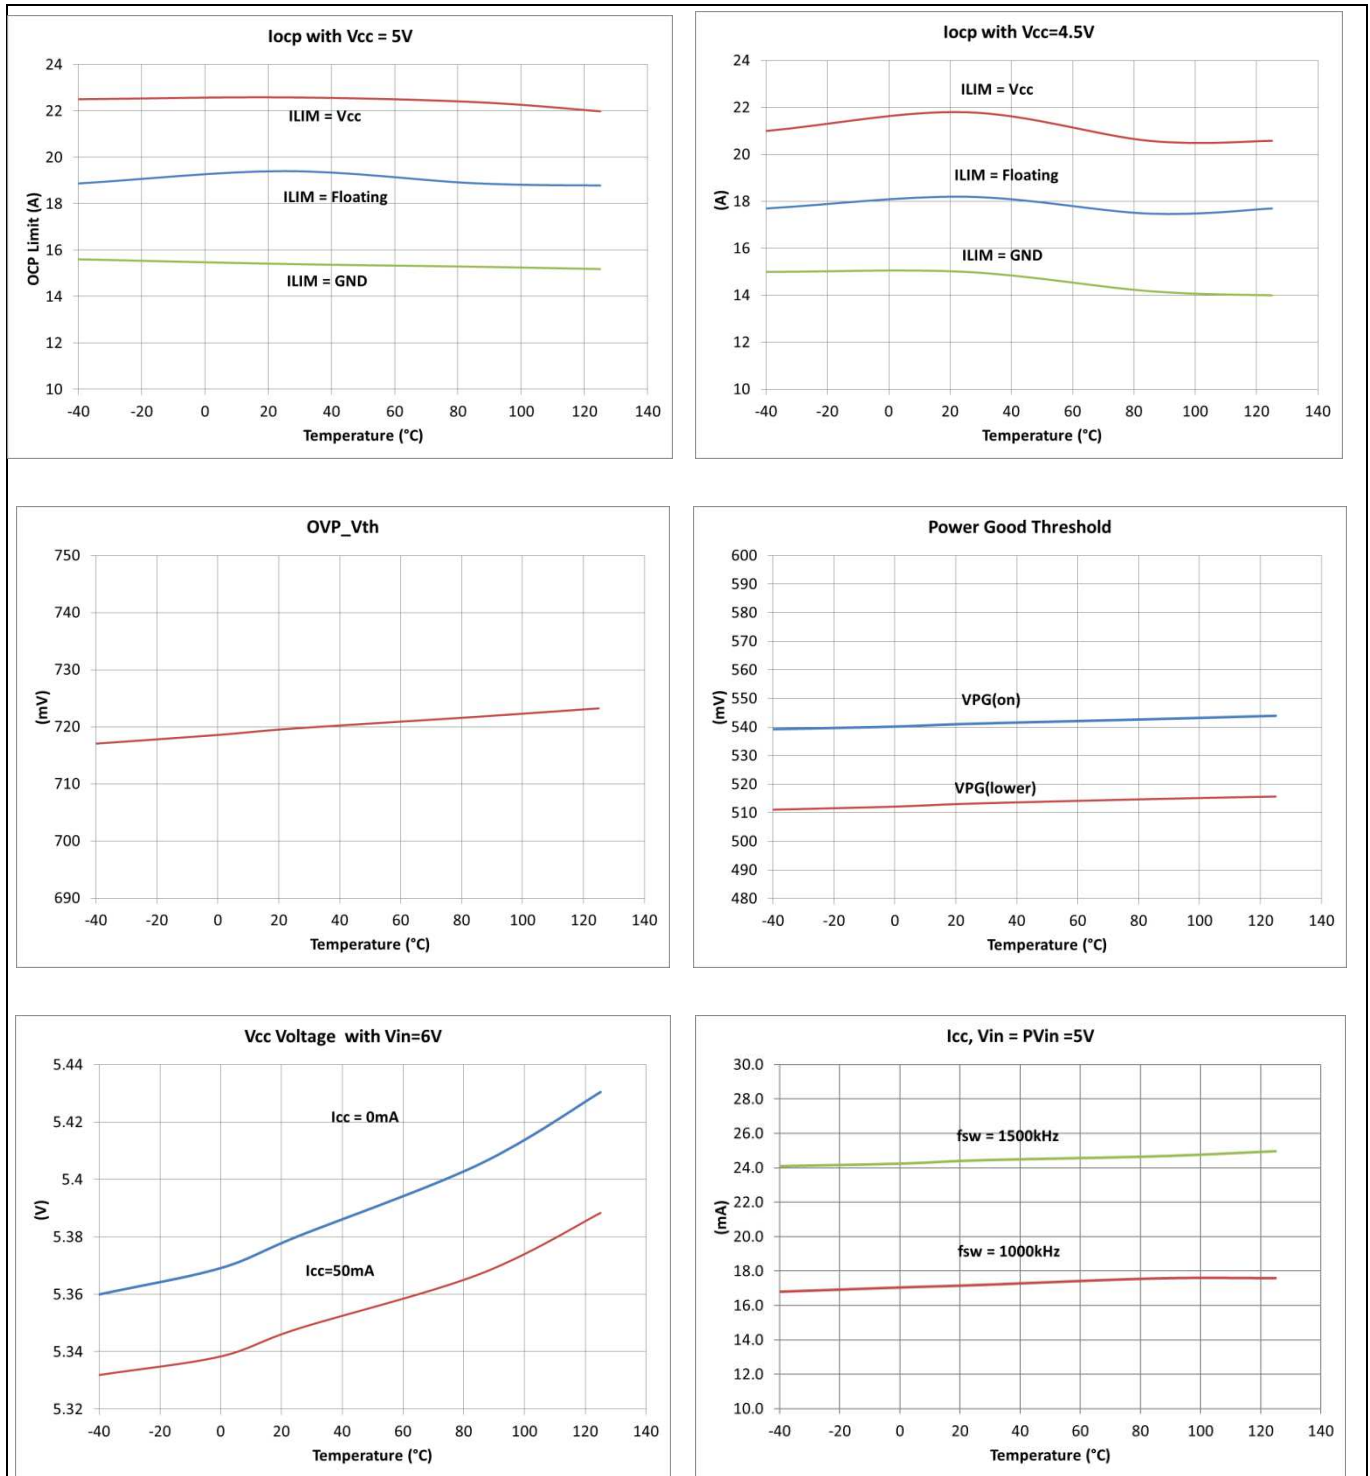 Iocp with Vcc = 5V
24
22
20
18
16
14
12
10
OCP Limit (A)
ILIM = Vcc
ILIM = Floating
ILIM = GND
-40 -20 0 20 40 60 80 100 120 140
Temperature (°C)
Iocp with Vcc=4.5V
24
22
20
18
16
14
12
10
(A)
ILIM = Vcc
ILIM = Floating
ILIM = GND
-40 -20 0 20 40 60 80 100 120 140
Temperature (°C)
OVP_Vth
750
740
730
720
710
700
690
(mV)
-40 -20 0 20 40 60 80 100 120 140
Temperature (°C)
Power Good Threshold
600
590
580
570
560
550
540
530
520
510
500
490
480
(mV)
VPG(on)
VPG(lower)
-40 -20 0 20 40 60 80 100 120 140
Temperature (°C)
Vcc Voltage with Vin=6V
5.44
5.42
5.4
5.38
5.36
5.34
5.32
(V)
Icc = 0mA
Icc=50mA
-40 -20 0 20 40 60 80 100 120 140
Temperature (°C)
Icc, Vin = PVin =5V
30.0
28.0
26.0
24.0
22.0
20.0
18.0
16.0
14.0
12.0
10.0
(mA)
fsw = 1500kHz
fsw = 1000kHz
-40 -20 0 20 40 60 80 100 120 140
Temperature (°C)